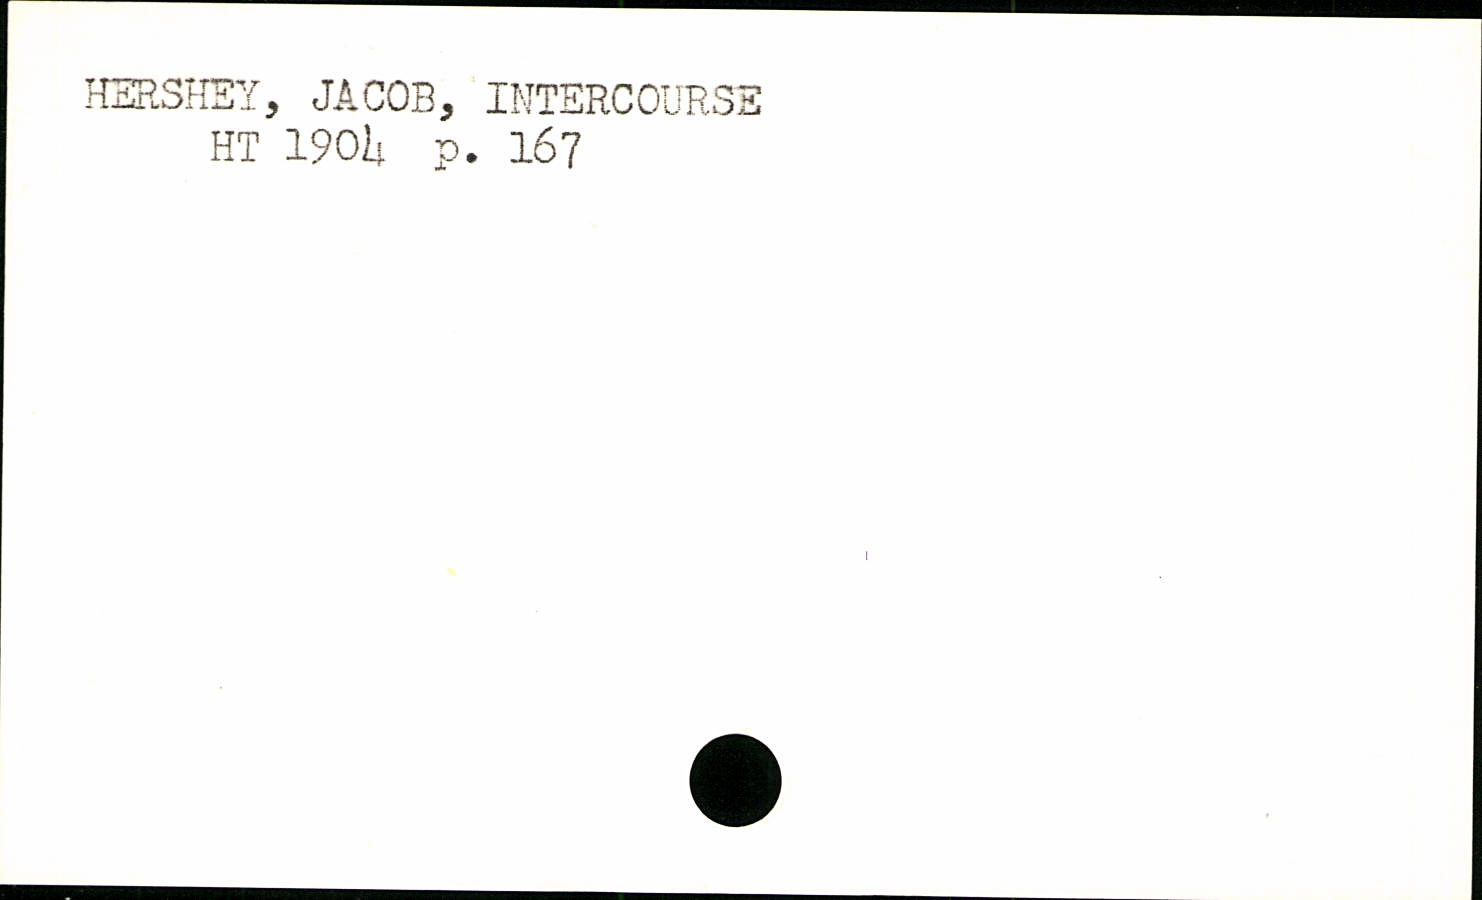 HERSHEY, JACOB, INTERCOURSE
HT 1904 p. 167